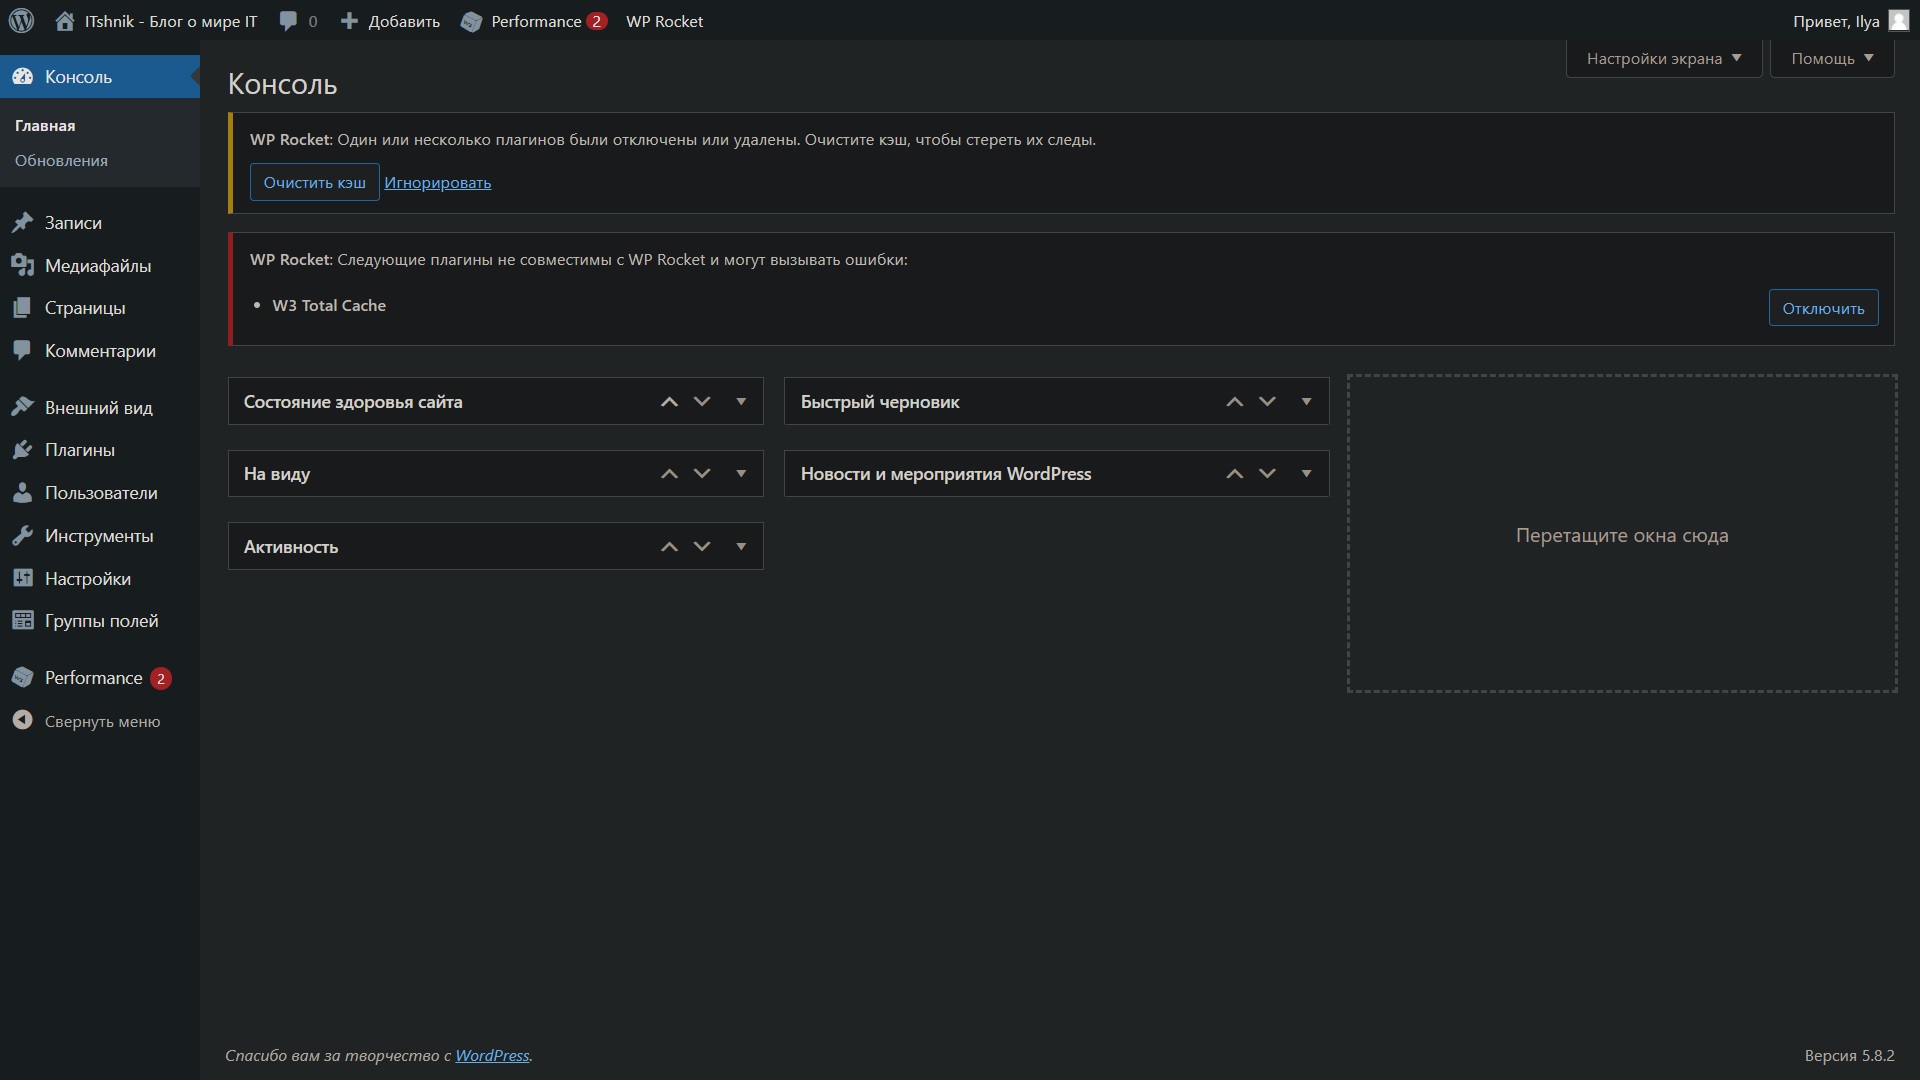 ITshnik - Блог о мире IT 0 Добавить Performance 2 WP Rocket Привет, Ilya
Настройки экрана Помощь
Консоль
Главная
Обновления
Записи
Медиафайлы
Страницы
Комментарии
Внешний вид
Плагины
Пользователи
Инструменты
Настройки
Группы полей
Performance 2
Свернуть меню
Консоль
WP Rocket: Один или несколько плагинов были отключены или удалены. Очистите кэш, чтобы стереть их следы.
Очистить кэш Игнорировать
WP Rocket: Следующие плагины не совместимы с WP Rocket и могут вызывать ошибки:
• W3 Total Cache Отключить
Состояние здоровья сайта
На виду
Активность
Быстрый черновик
Новости и мероприятия WordPress
Перетащите окна сюда
Спасибо вам за творчество с WordPress.
Версия 5.8.2